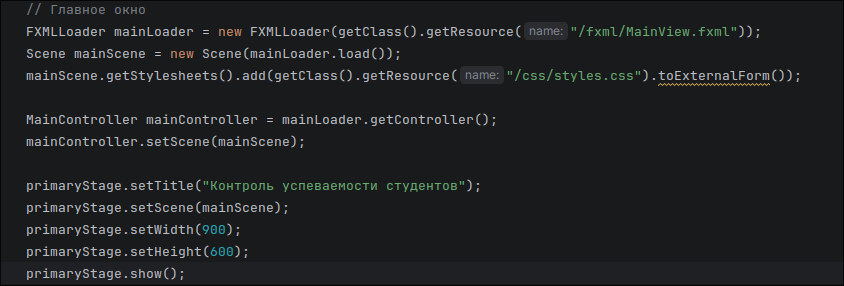 // Главное окно
FXMLLoader mainLoader = new FXMLLoader(getClass().getResource( name: "/fxml/MainView.fxml"));
Scene mainScene = new Scene(mainLoader.load());
mainScene.getStylesheets().add(getClass().getResource( name: "/css/styles.css").toExternalForm());
MainController mainController = mainLoader.getController();
mainController.setScene(mainScene);
primaryStage.setTitle("Контроль успеваемости студентов");
primaryStage.setScene(mainScene);
primaryStage.setWidth(900);
primaryStage.setHeight(600);
primaryStage.show();